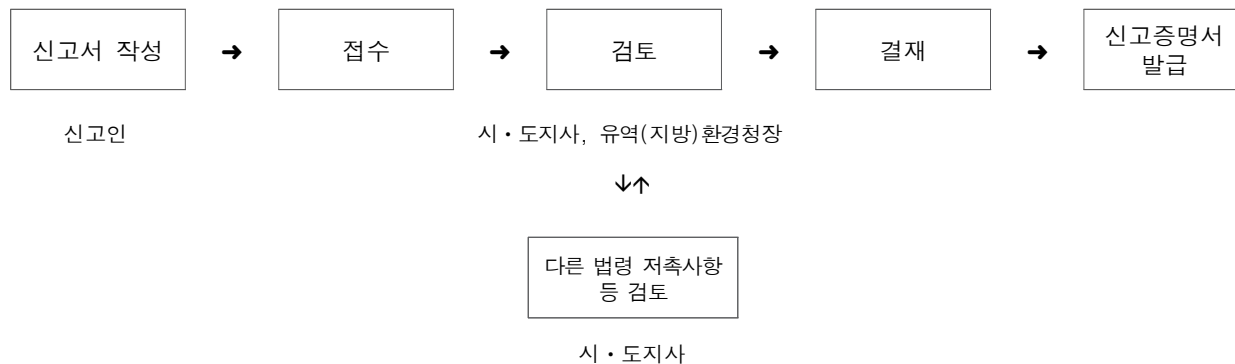 신고서 작성
➜
접수
➜
검토
➜
결재
➜
신고증명서
발급
신고인
시・도지사, 유역(지방)환경청장
↓↑
다른 법령 저촉사항
등 검토
시・도지사